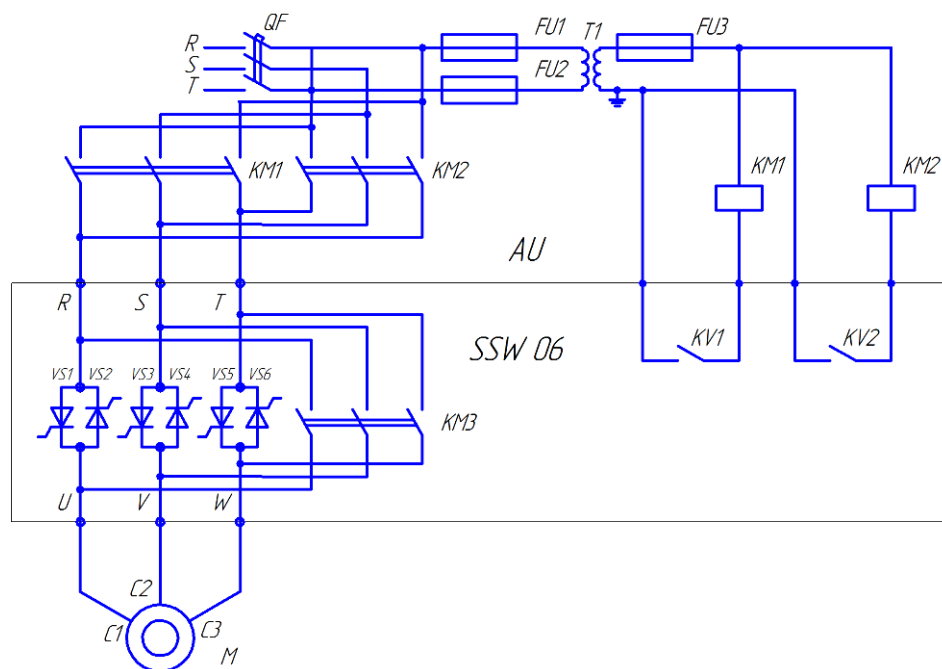 QF
FU1
T1
FU3
R
S
T
FU2
KM1
KM2
KM1
KM2
AU
R
S
T
SSW 06
KV1
KV2
VS1
VS2
VS3
VS4
VS5
VS6
KM3
U
V
W
C2
C1
C3
M